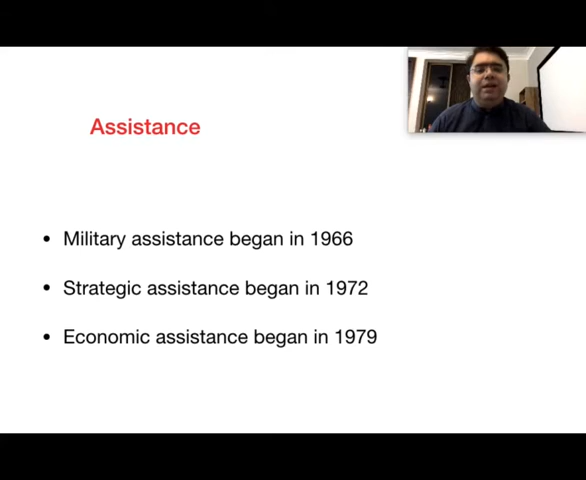 Assistance
• Military assistance began in 1966
• Strategic assistance began in 1972
• Economic assistance began in 1979